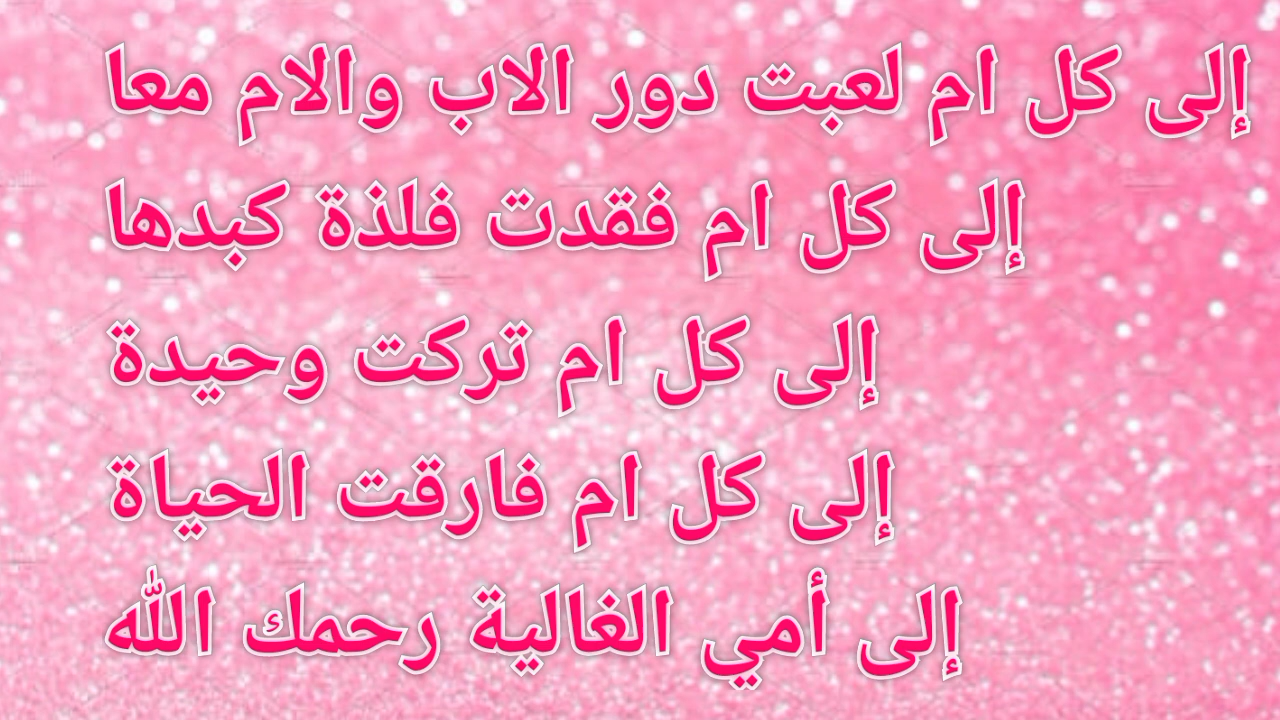 إلى كل ام لعبت دور الاب والام معا
إلى كل ام فقدت فلذة كبدها
إلى كل ام تركت وحيدة
إلى كل ام فارقت الحياة
إلى أمي الغالية رحمك الله